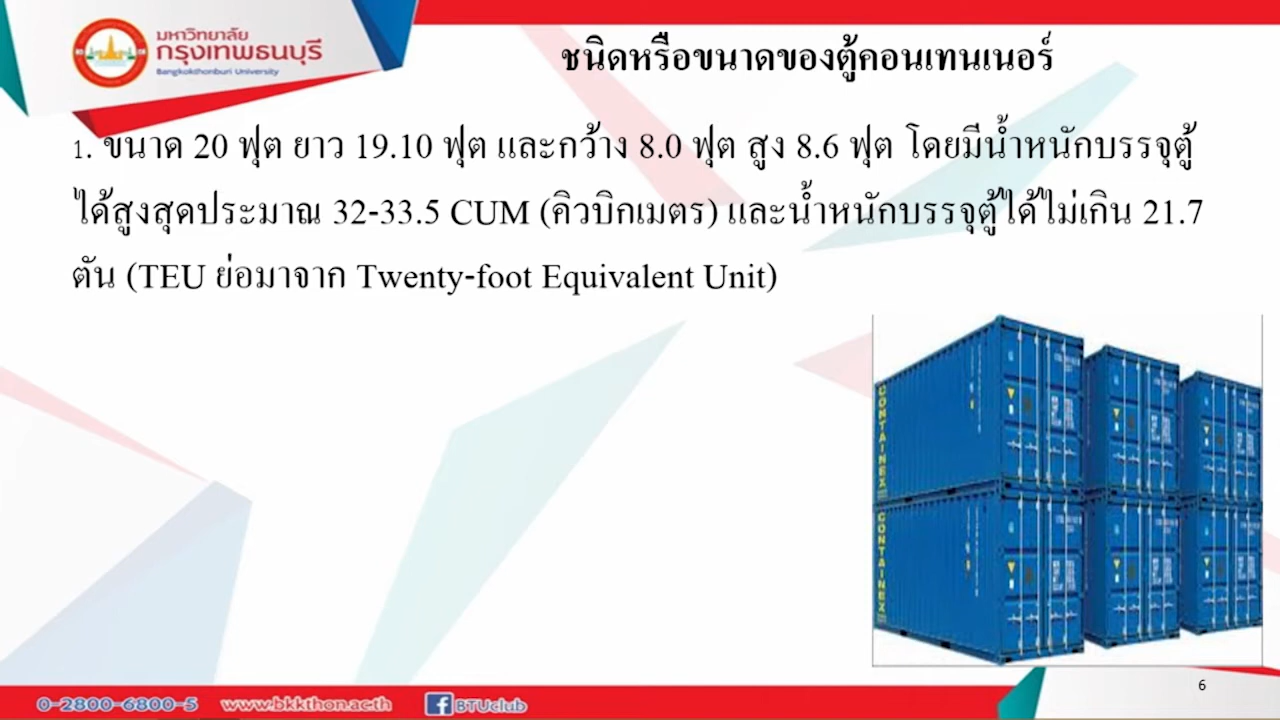 มหาวิทยาลัย
กรุงเทพธนบุรี
Bangkokthonburi University
ชนิดหรือขนาดของตู้คอนเทนเนอร์
1. ขนาด 20 ฟุต ยาว 19.10 ฟุต และกว้าง 8.0 ฟุต สูง 8.6 ฟุต โดยมีน้ำหนักบรรจุตู้
ได้สูงสุดประมาณ 32-33.5 CUM (คิวบิกเมตร) และน้ำหนักบรรจุตู้ได้ไม่เกิน 21.7
ตัน (TEU ย่อมาจาก Twenty-foot Equivalent Unit)
CONTAINEX
CONTAINEX
0-2800-6800-5 www.bkkthon.ac.th BTUclub
6